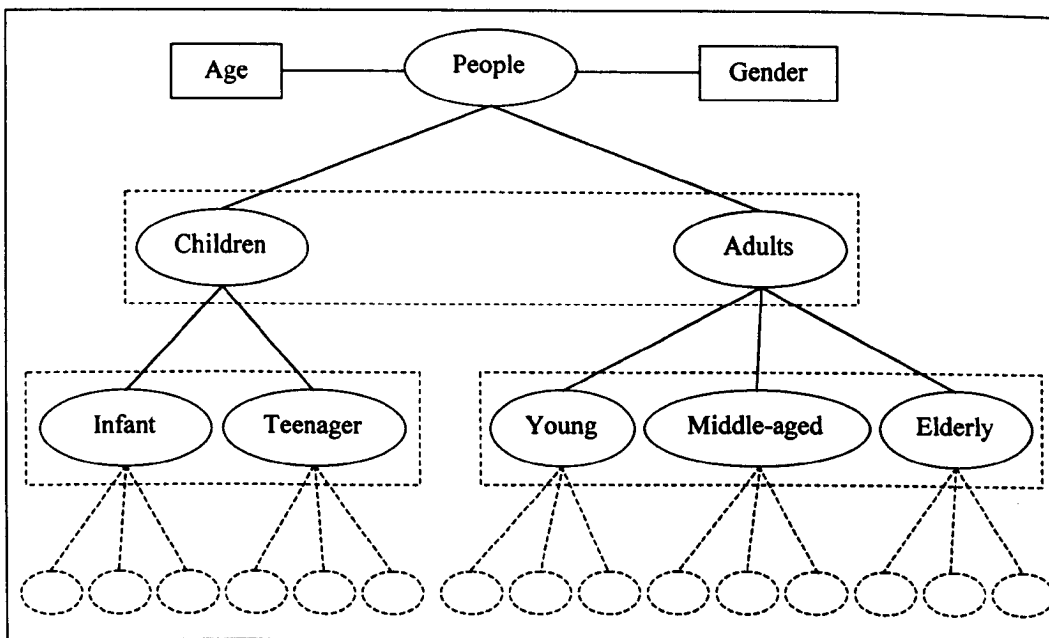 Age People Gender
Children Adults
Infant Teenager Young Middle-aged Elderly